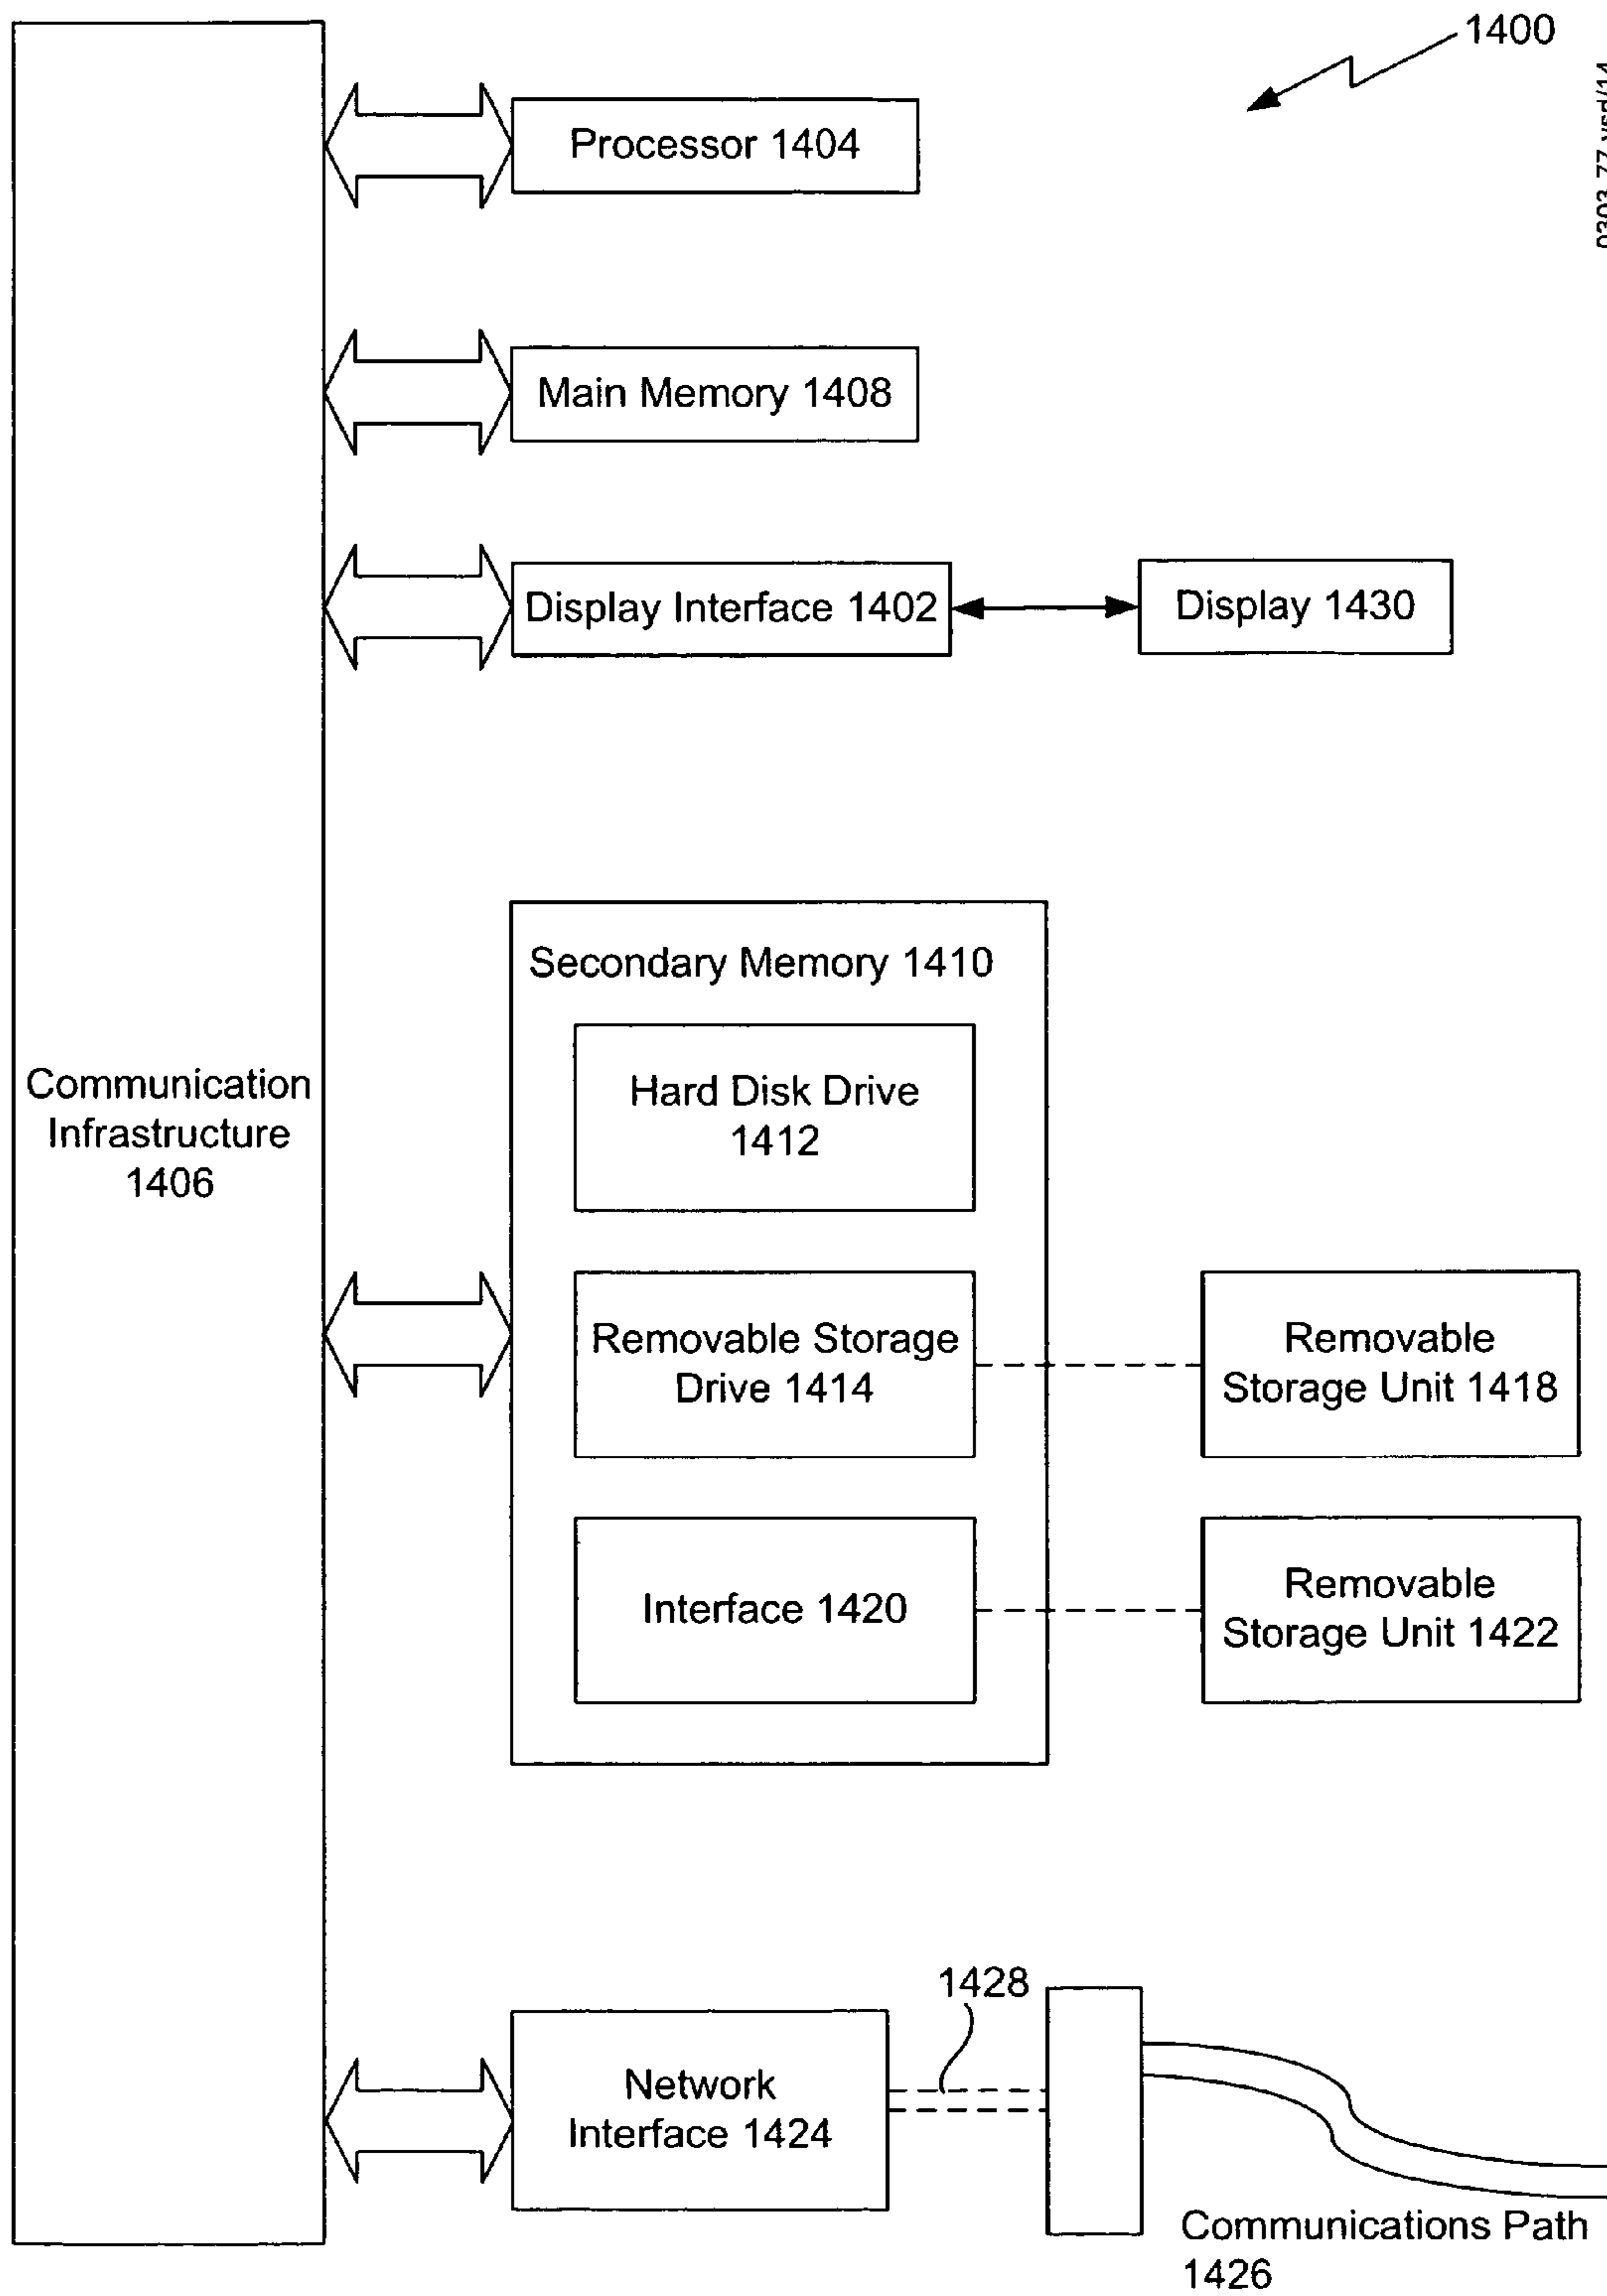 1400
Processor 1404
Main Memory 1408
Display Interface 1402
Display 1430
Secondary Memory 1410
Hard Disk Drive
1412
Communication
Infrastructure
1406
Removable Storage
Drive 1414
Removable
Storage Unit 1418
Interface 1420
Removable
Storage Unit 1422
1428
Network
Interface 1424
Communications Path
1426